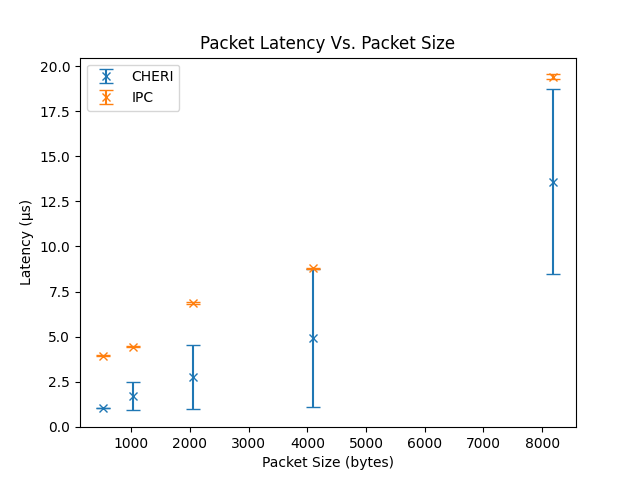 Packet Latency Vs. Packet Size
CHERI
IPC
20.0
17.5
15.0
12.5
10.0
7.5
5.0
2.5
0.0
Latency (μs)
1000 2000 3000 4000 5000 6000 7000 8000
Packet Size (bytes)